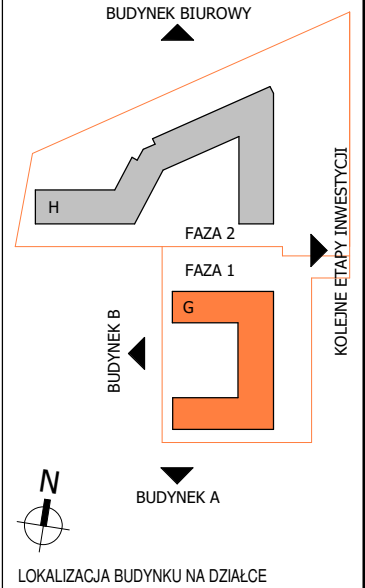 BUDYNEK BIUROWY
H
FAZA 2
KOLEJNE ETAPY INWESTYCJI
FAZA 1
G
BUDYNEK B
N
BUDYNEK A
LOKALIZACJA BUDYNKU NA DZIAŁCE